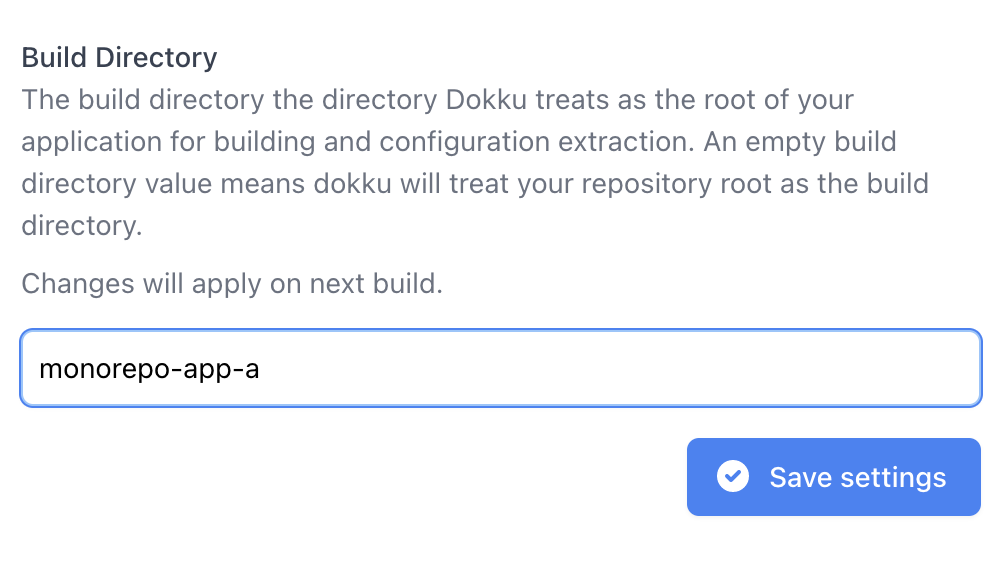 Build Directory
The build directory the directory Dokku treats as the root of your
application for building and configuration extraction. An empty build
directory value means dokku will treat your repository root as the build
directory.
Changes will apply on next build.
monorepo-app-a
Save settings